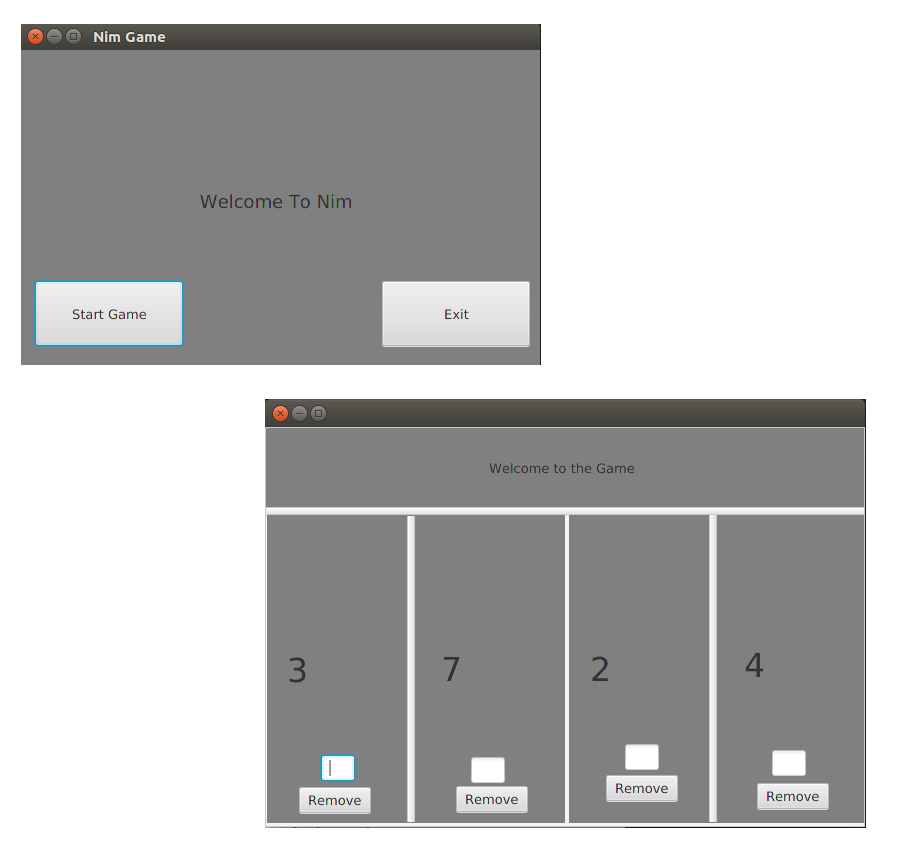 Nim Game
Welcome To Nim
Start Game
Exit
Welcome to the Game
3
7
2
4
Remove
Remove
Remove
Remove